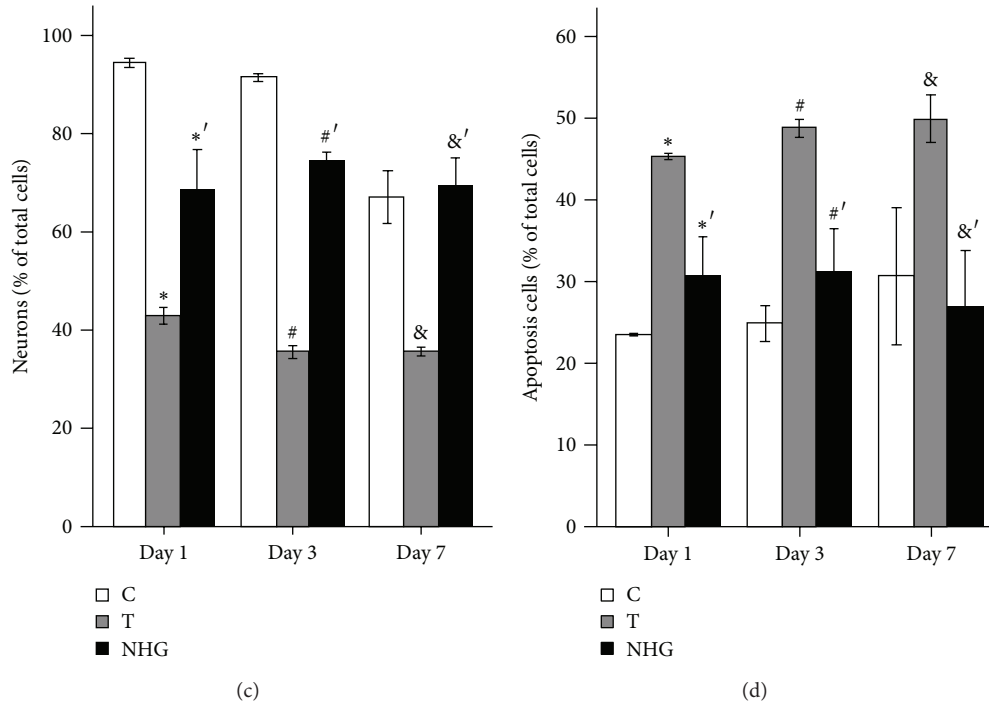 Neurons (% of total cells)
100
80
60
40
20
0
*
*′
#
#′
&
&′
Day 1
Day 3
Day 7
C
T
NHG
(c)
Apoptosis cells (% of total cells)
60
50
40
30
20
10
0
*
*′
#
#′
&
&′
Day 1
Day 3
Day 7
C
T
NHG
(d)